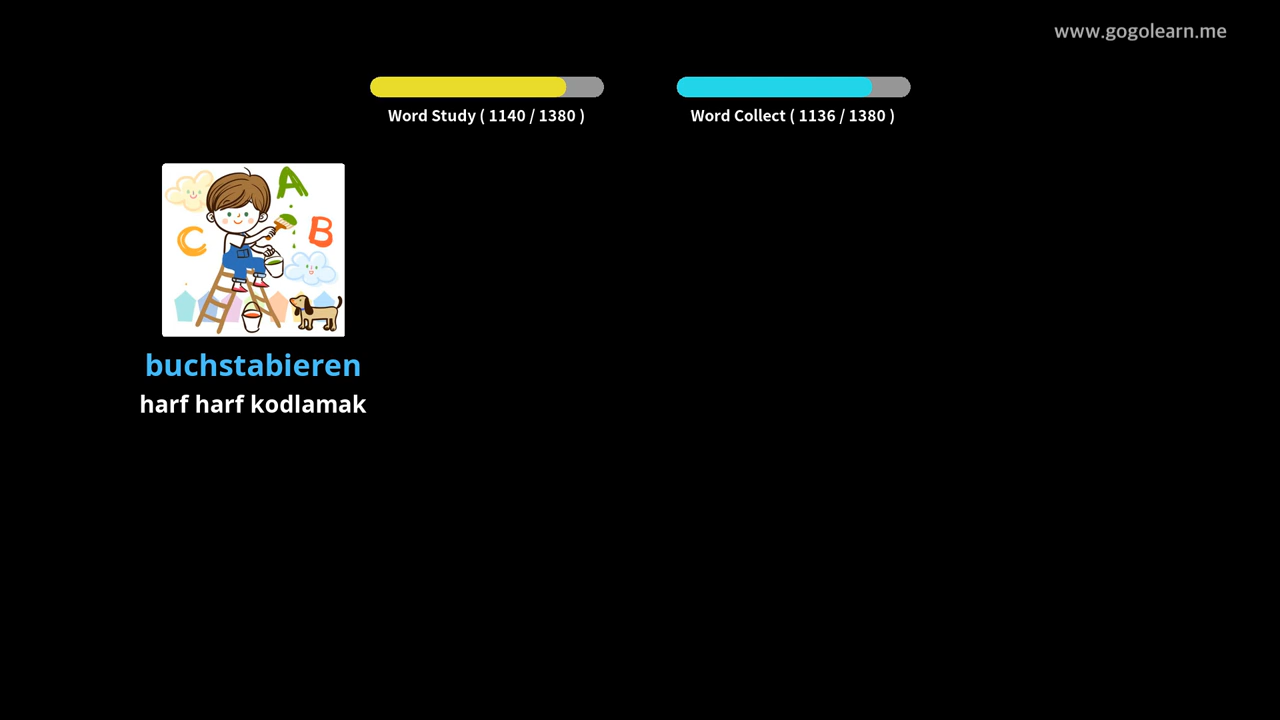 www.gogolearn.me
Word Study ( 1140 / 1380 )
Word Collect ( 1136 / 1380 )
A
B
C
buchstabieren
harf harf kodlamak